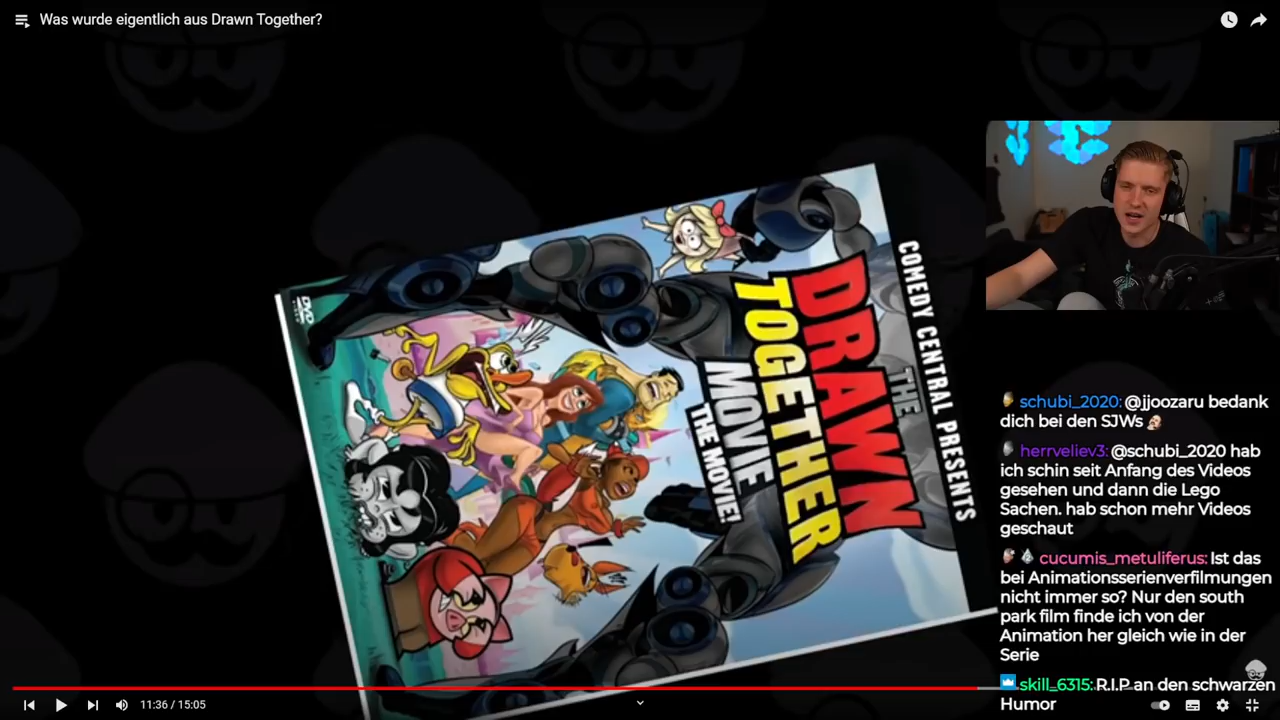 Was wurde eigentlich aus Drawn Together?
COMEDY CENTRAL PRESENTS
THE
DRAWN
TOGETHER
MOVIE
THE MOVIE!
DVD
schubi_2020: @jjoozaru bedank
dich bei den SJWs
herrveliev3: @schubi_2020 hab
ich schin seit Anfang des Videos
gesehen und dann die Lego
Sachen. hab schon mehr Videos
geschaut
cucumis_metuliferus: Ist das
bei Animationsserienverfilmungen
nicht immer so? Nur den south
park film finde ich von der
Animation her gleich wie in der
Serie
skill_6315: R.I.P an den schwarzen
Humor
11:36 / 15:05